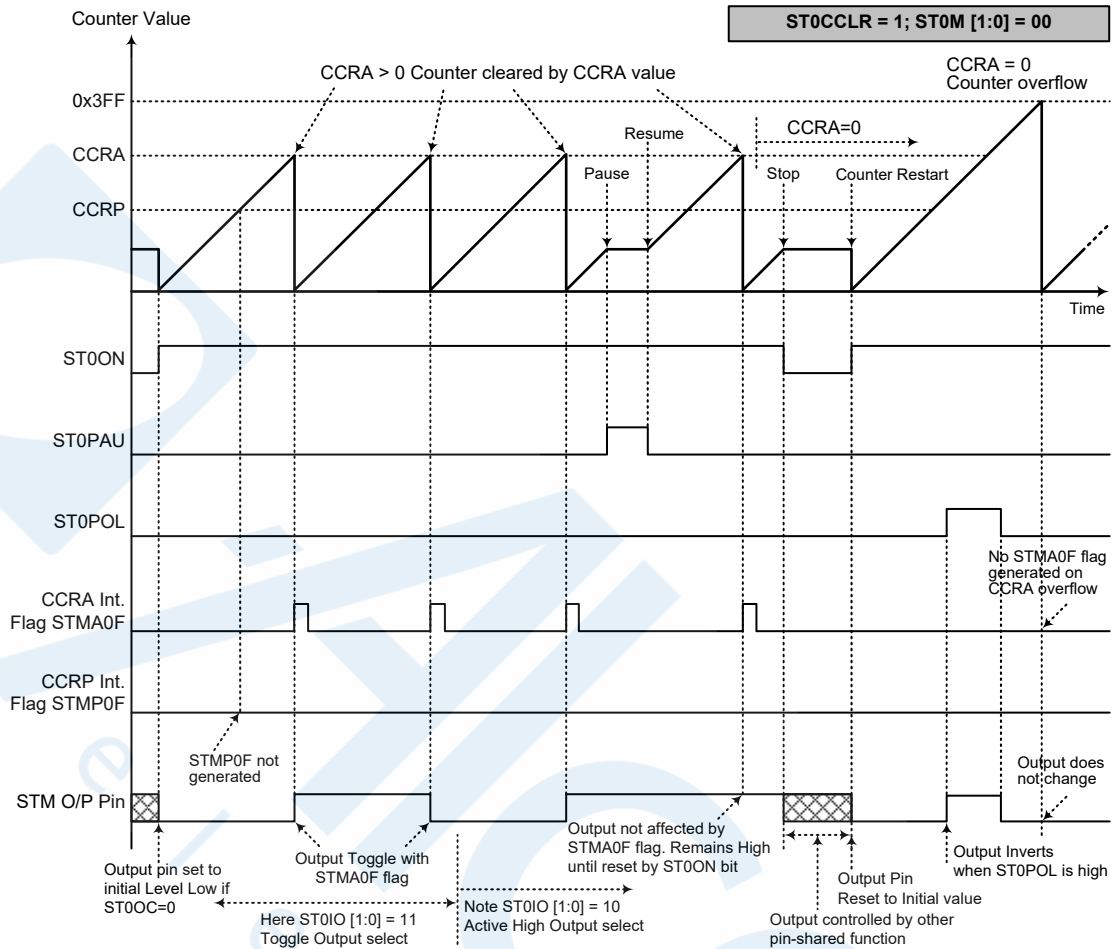 Counter Value
ST0CCLR = 1; ST0M [1:0] = 00
CCRA > 0 Counter cleared by CCRA value
CCRA = 0
Counter overflow
0x3FF
CCRA
CCRP
Resume
CCRA=0
Pause
Stop
Counter Restart
Time
ST0ON
ST0PAU
ST0POL
No STMA0F flag
generated on
CCRA overflow
CCRA Int.
Flag STMA0F
CCRP Int.
Flag STMP0F
STMP0F not
generated
Output does
not change
STM O/P Pin
Output pin set to
initial Level Low if
ST0OC=0
Output Toggle with
STMA0F flag
Here ST0IO [1:0] = 11
Toggle Output select
Note ST0IO [1:0] = 10
Active High Output select
Output not affected by
STMA0F flag. Remains High
until reset by ST0ON bit
Output Pin
Reset to Initial value
Output controlled by other
pin-shared function
Output Inverts
when ST0POL is high